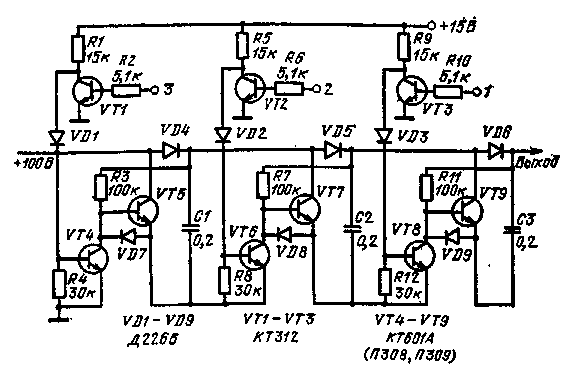 +15В
R1
15к
R2
5,1к
3
VT1
R5
15к
R6
5,1к
2
VT2
R9
15к
R10
5,1к
1
VT3
VD1
VD4
VD2
VD5
VD3
VD6
+100В
Выход
R3
100к
VT5
R7
100к
VT7
R11
100к
VT9
C1
0,2
C2
0,2
C3
0,2
VT4
VD7
VT6
VD8
VT8
VD9
R4
30к
R8
30к
R12
30к
VD1-VD9
Д226б
VT1-VT3
КТ312
VT4-VT9
КТ601А
(П308, П309)